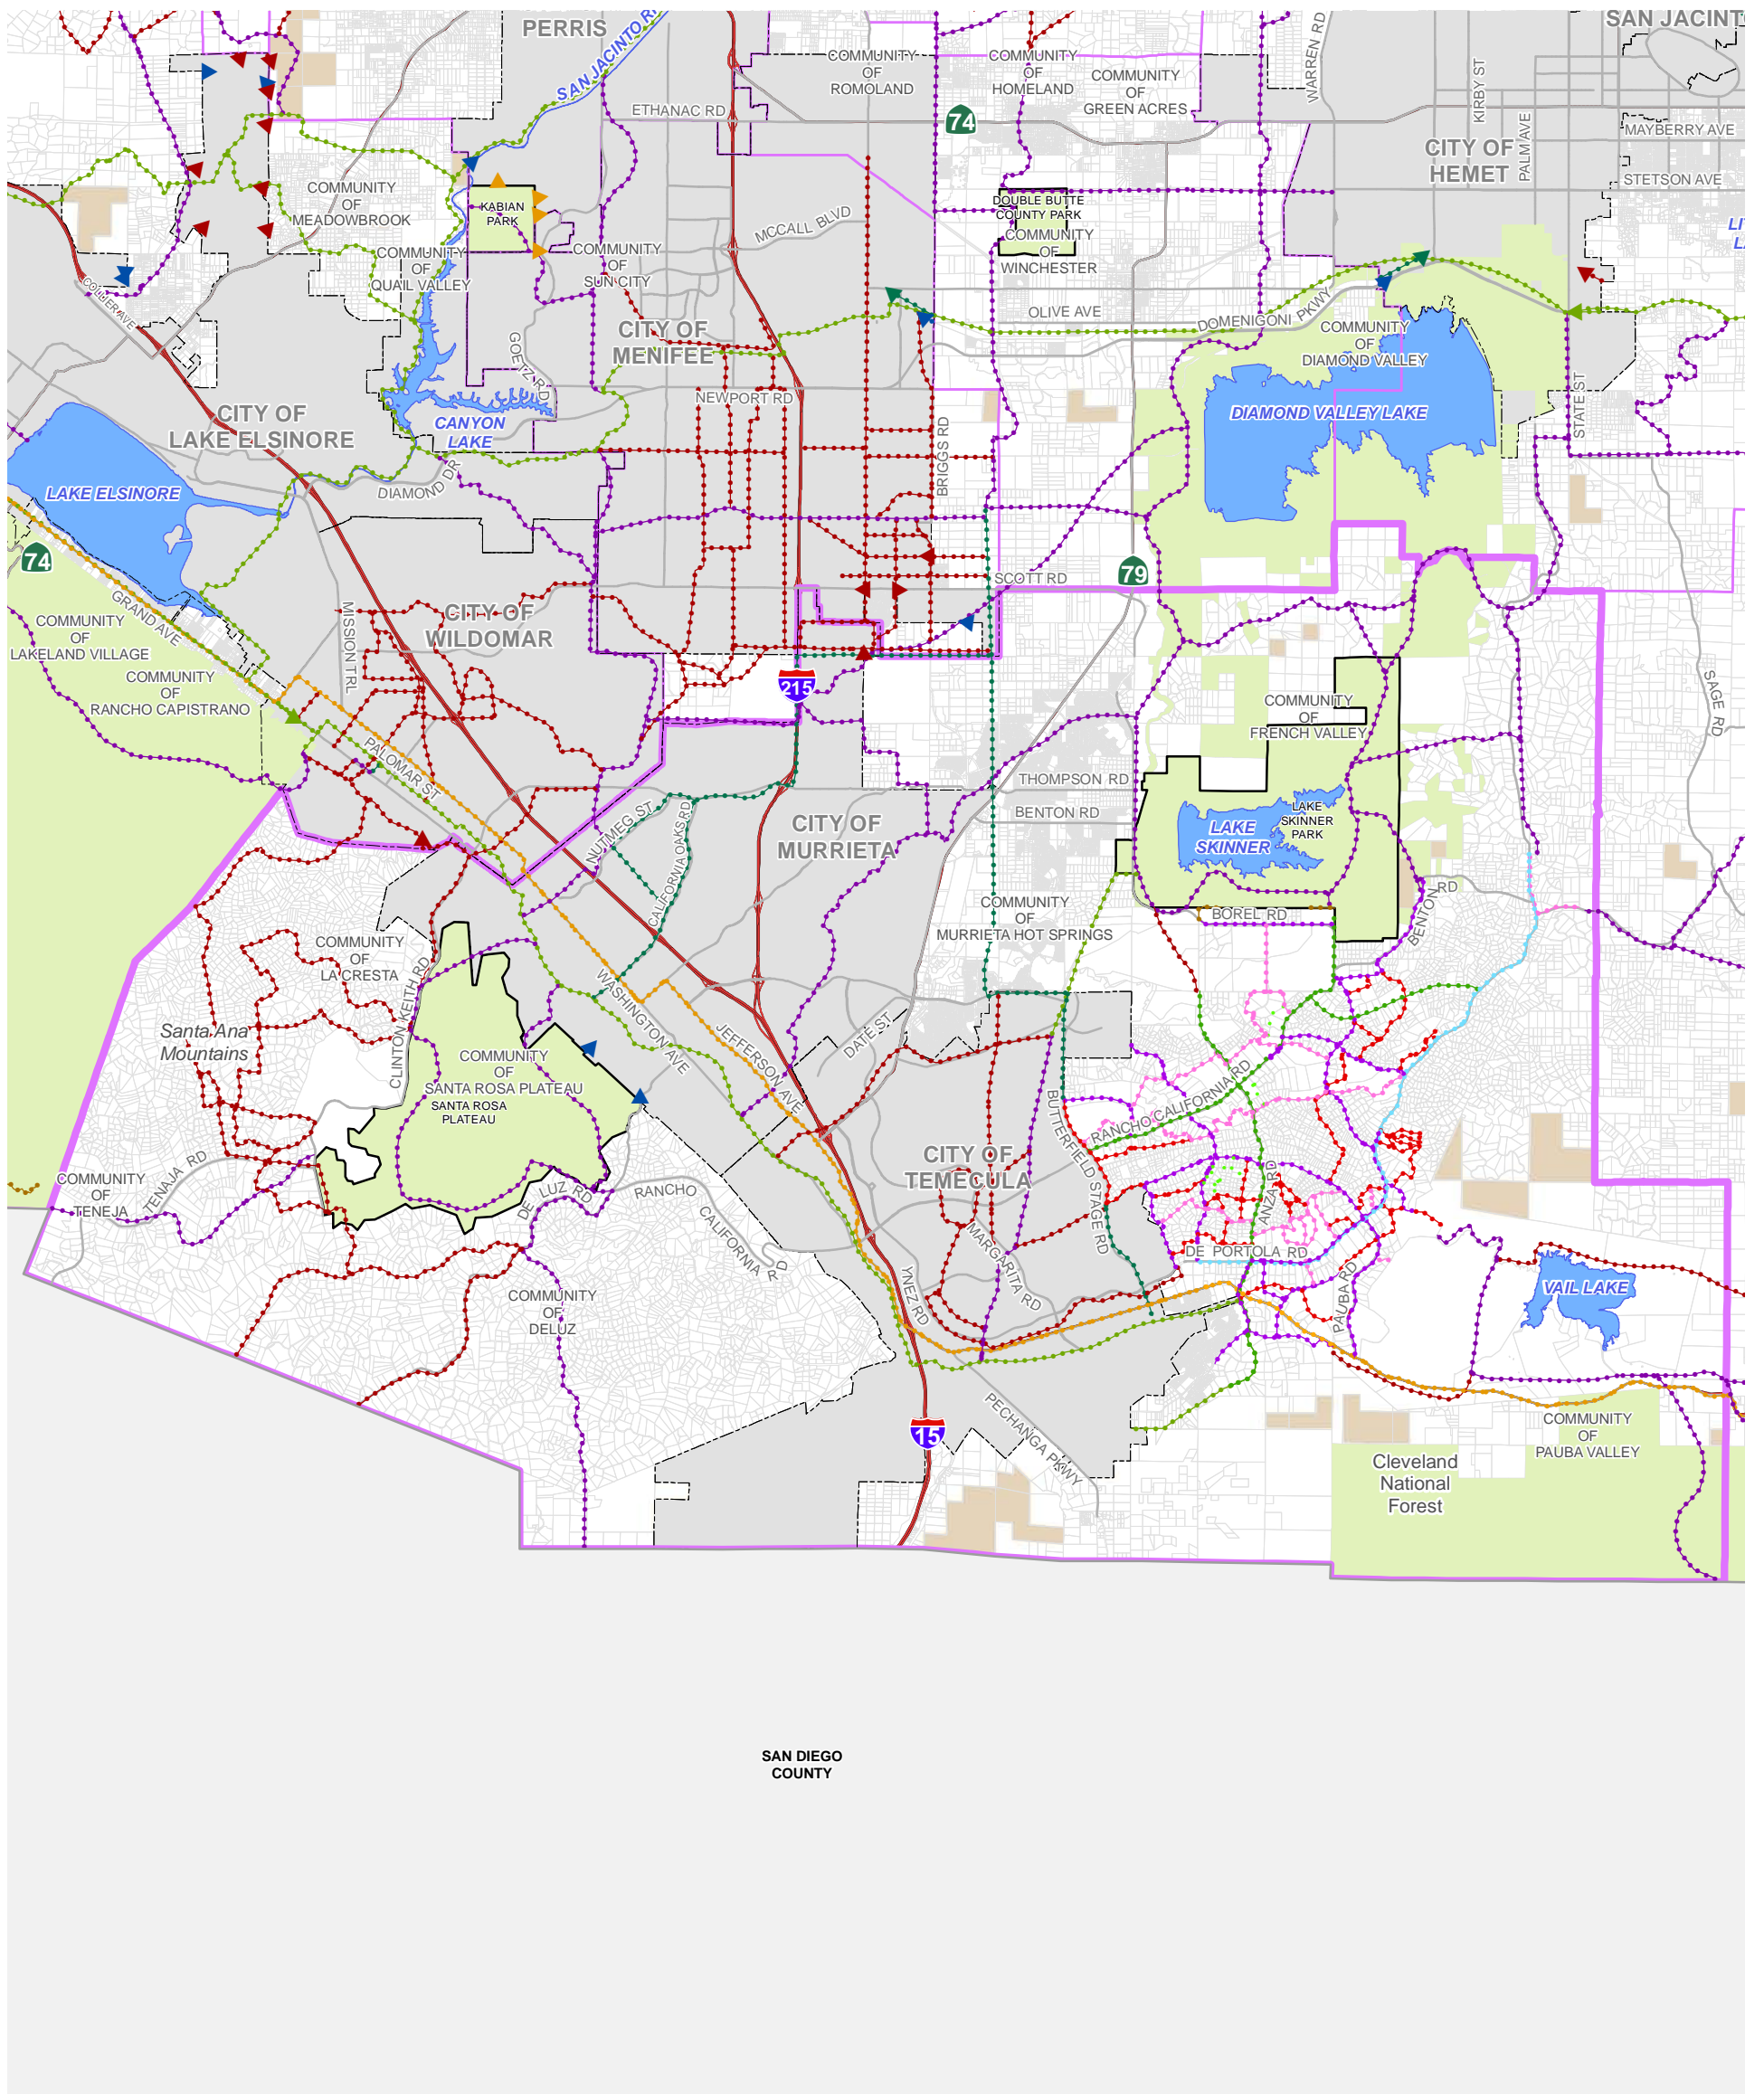 PERRIS
SAN JACINTO RI
COMMUNITY
OF
ROMOLAND
COMMUNITY
OF
HOMELAND
COMMUNITY
OF
GREEN ACRES
WARREN RD
KIRBY ST
SAN JACINT
ETHANAC RD
74
PALM AVE
MAYBERRY AVE
CITY OF
HEMET
STETSON AVE
COMMUNITY
OF
MEADOWBROOK
KABIAN
PARK
MCCALL BLVD
DOUBLE BUTTE
COUNTY PARK
COMMUNITY
OF
WINCHESTER
COMMUNITY
OF
QUAIL VALLEY
COMMUNITY
OF
SUN CITY
COLLIER AVE
GOETZ RD
CITY OF
MENIFEE
OLIVE AVE
DOMENIGONI PKWY
COMMUNITY
OF
DIAMOND VALLEY
NEWPORT RD
CITY OF
LAKE ELSINORE
CANYON
LAKE
DIAMOND VALLEY LAKE
STATE ST
BRIGGS RD
DIAMOND DR
LAKE ELSINORE
74
79
SCOTT RD
GRAND AVE
MISSION TRL
CITY OF
WILDOMAR
COMMUNITY
OF
LAKELAND VILLAGE
COMMUNITY
OF
RANCHO CAPISTRANO
215
SAGE RD
COMMUNITY
OF
FRENCH VALLEY
PALOMAR ST
THOMPSON RD
BENTON RD
NUTMEG ST
CALIFORNIA OAKS RD
CITY OF
MURRIETA
LAKE
SKINNER
LAKE
SKINNER
PARK
BENTON RD
BOREL RD
COMMUNITY
OF
MURRIETA HOT SPRINGS
COMMUNITY
OF
LA CRESTA
CLINTON KEITH RD
WASHINGTON AVE
JEFFERSON AVE
DATE ST
Santa Ana
Mountains
COMMUNITY
OF
SANTA ROSA PLATEAU
SANTA ROSA
PLATEAU
RANCHO CALIFORNIA RD
BUTTERFIELD STAGE RD
CITY OF
TEMECULA
COMMUNITY
OF
TENEJA
TENAJA RD
DE LUZ RD
RANCHO CALIFORNIA RD
ANZA RD
MARGARITA RD
DE PORTOLA RD
YNEZ RD
PAUBA RD
VAIL LAKE
COMMUNITY
OF
DELUZ
PECHANGA PKWY
15
COMMUNITY
OF
PAUBA VALLEY
Cleveland
National
Forest
SAN DIEGO
COUNTY